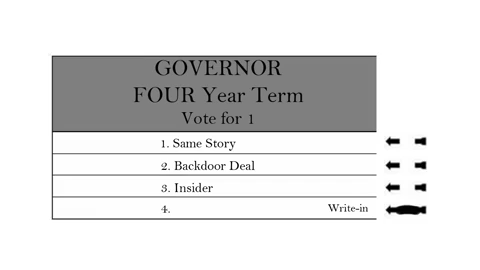 GOVERNOR
FOUR Year Term
Vote for 1
1. Same Story
2. Backdoor Deal
3. Insider
4. Write-in